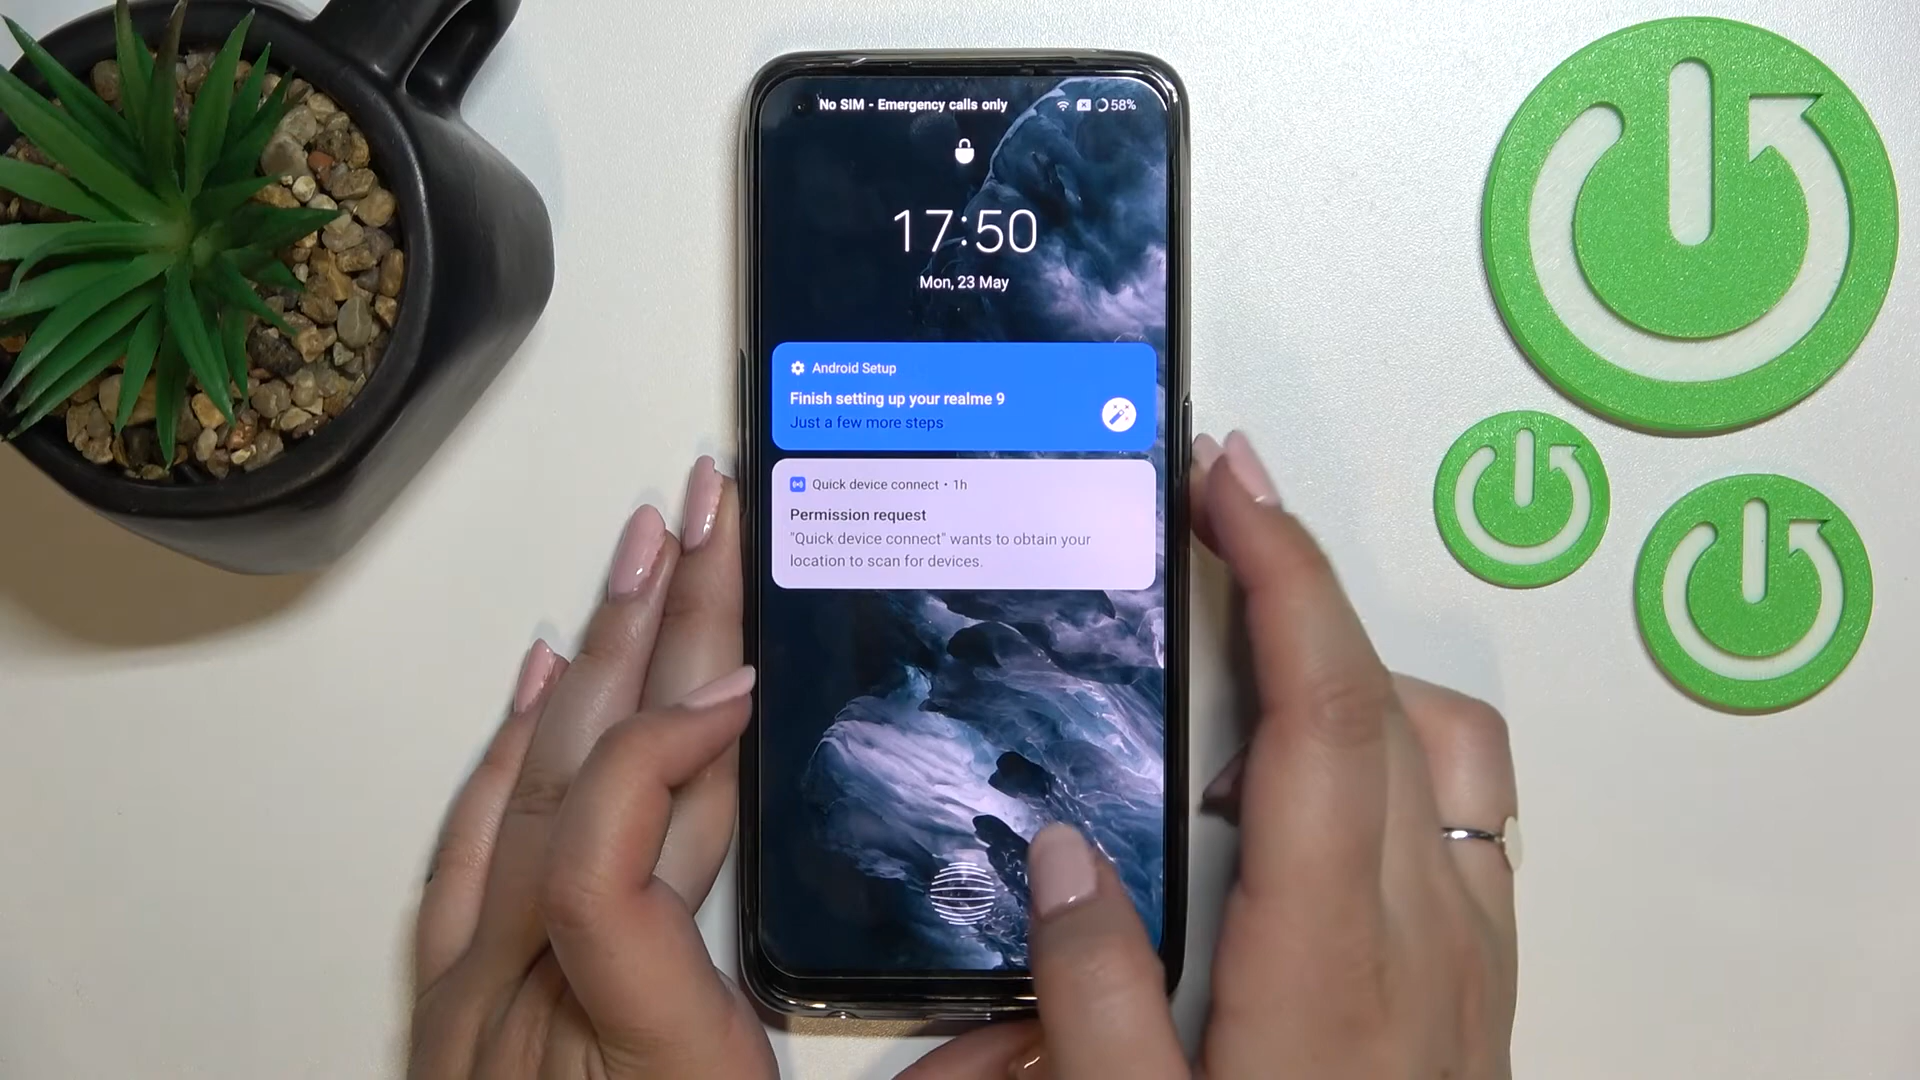 No SIM - Emergency calls only 58%
17:50
Mon, 23 May
Android Setup
Finish setting up your realme 9
Just a few more steps
Quick device connect • 1h
Permission request
"Quick device connect" wants to obtain your
location to scan for devices.